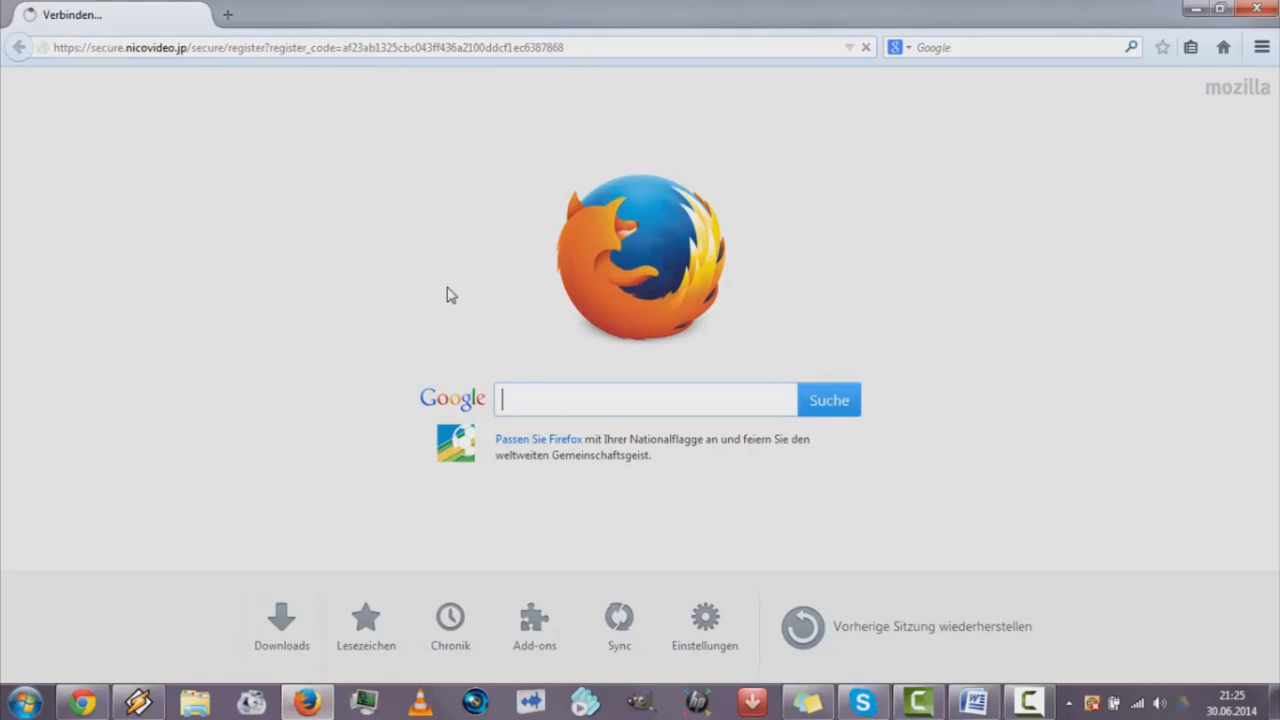 Verbinden...
https://secure.nicovideo.jp/secure/register?register_code=af23ab1325cbc043ff436a2100ddcf1ec6387868
Google
mozilla
Google
Suche
Passen Sie Firefox mit Ihrer Nationalflagge an und feiern Sie den
weltweiten Gemeinschaftsgeist.
Downloads
Lesezeichen
Chronik
Add-ons
Sync
Einstellungen
Vorherige Sitzung wiederherstellen
21:25
30.06.2014